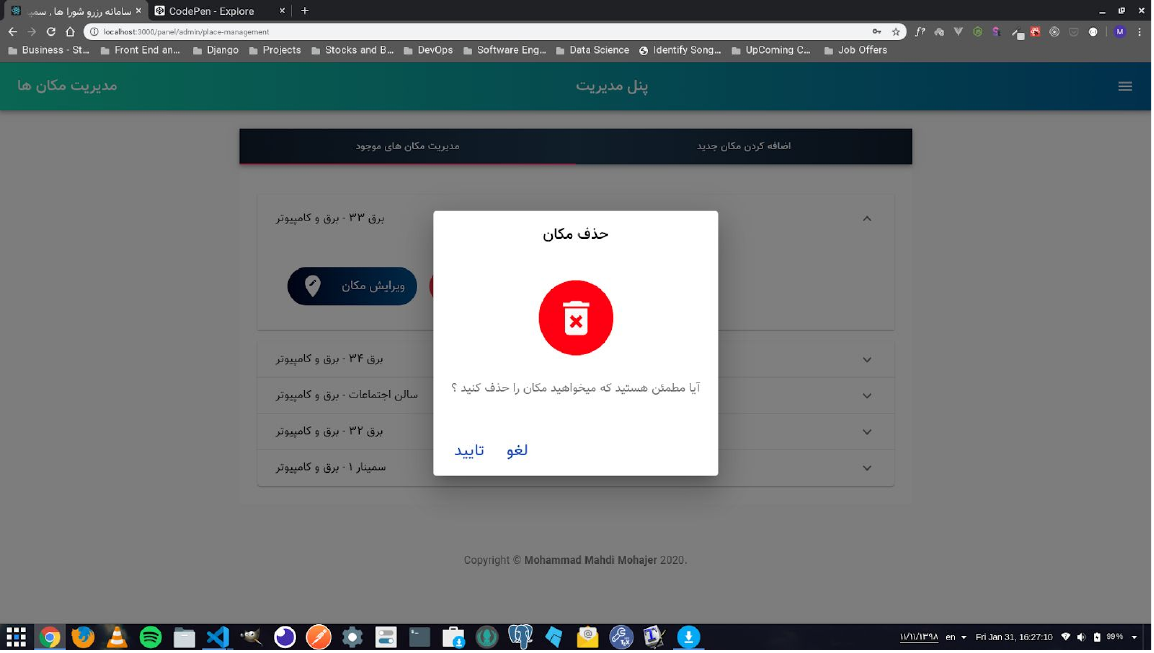 سامانه رزرو شورا ها , سمی
CodePen - Explore
localhost:3000/panel/admin/place-management
Business - St...
Front End an...
Django
Projects
Stocks and B...
DevOps
Software Eng...
Data Science
Identify Song...
UpComing C...
Job Offers
مدیریت مکان ها
پنل مدیریت
مدیریت مکان های موجود
اضافه کردن مکان جدید
برق ۳۳ - برق و کامپیوتر
ویرایش مکان
حذف مکان
آیا مطمئن هستید که میخواهید مکان را حذف کنید ؟
لغو
تایید
برق ۳۴ - برق و کامپیوتر
سالن اجتماعات - برق و کامپیوتر
برق ۳۲ - برق و کامپیوتر
سمینار ۱ - برق و کامپیوتر
Copyright © Mohammad Mahdi Mohajer 2020.
۱۱/۱۱/۱۳۹۸
en
Fri Jan 31, 16:27:10
99%